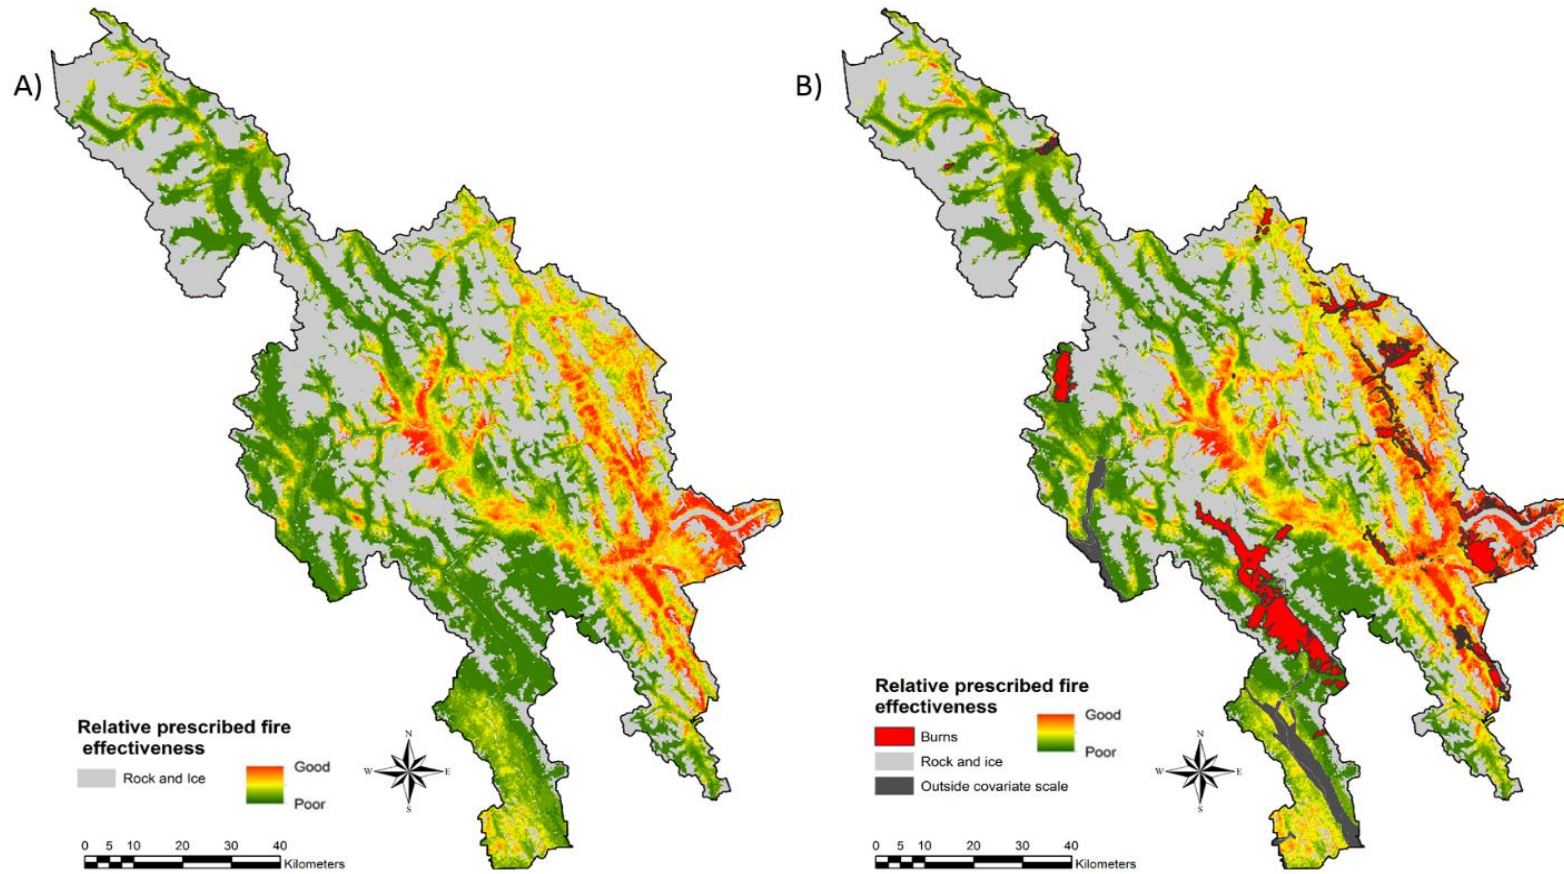 A)
Relative prescribed fire
effectiveness
Rock and Ice
Good
Poor
N
W E
S
0 5 10 20 30 40
Kilometers
B)
Relative prescribed fire
effectiveness
Burns
Rock and ice
Outside covariate scale
Good
Poor
N
W E
S
0 5 10 20 30 40
Kilometers